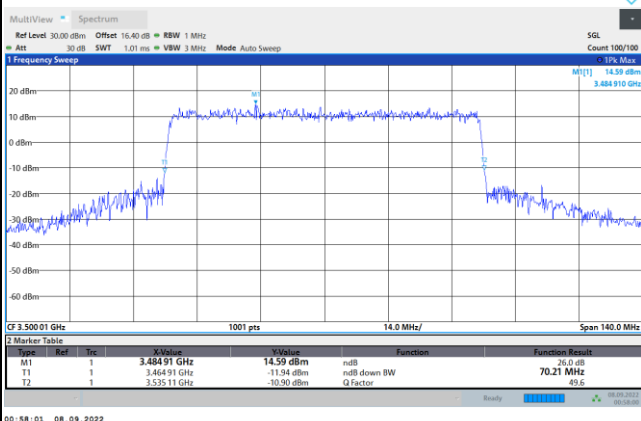 MultiView Spectrum
Ref Level 30.00 dBm Offset 16.40 dB RBW 1 MHz SGL
Att 30 dB SWT 1.01 ms VBW 3 MHz Mode Auto Sweep Count 100/100
1 Frequency Sweep 1Pk Max
M1[1] 14.59 dBm
3.484 910 GHz
20 dBm
M1
10 dBm
0 dBm
-10 dBm
T1
T2
-20 dBm
-30 dBm
-40 dBm
-50 dBm
-60 dBm
CF 3.500 01 GHz 1001 pts 14.0 MHz/ Span 140.0 MHz
2 Marker Table
Type Ref Trc X-Value Y-Value Function Function Result
M1 1 3.484 91 GHz 14.59 dBm ndB 26.0 dB
T1 1 3.464 91 GHz -11.94 dBm ndB down BW 70.21 MHz
T2 1 3.535 11 GHz -10.90 dBm Q Factor 49.6
Ready 08.09.2022
00:58:00
00:58:01 08.09.2022